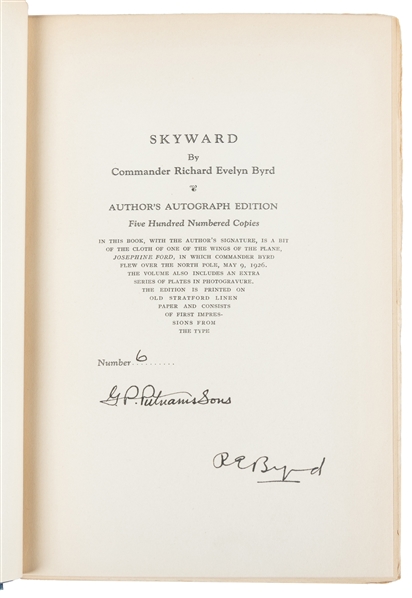 SKYWARD
By
Commander Richard Evelyn Byrd
AUTHOR'S AUTOGRAPH EDITION
Five Hundred Numbered Copies
IN THIS BOOK, WITH THE AUTHOR'S SIGNATURE, IS A BIT
OF THE CLOTH OF ONE OF THE WINGS OF THE PLANE,
JOSEPHINE FORD, IN WHICH COMMANDER BYRD
FLEW OVER THE NORTH POLE, MAY 9, 1926.
THE VOLUME ALSO INCLUDES AN EXTRA
SERIES OF PLATES IN PHOTOGRAVURE.
THE EDITION IS PRINTED ON
OLD STRATFORD LINEN
PAPER AND CONSISTS
OF FIRST IMPRES-
SIONS FROM
THE TYPE
Number 6..........
G. P. Putnam's Sons
R E Byrd